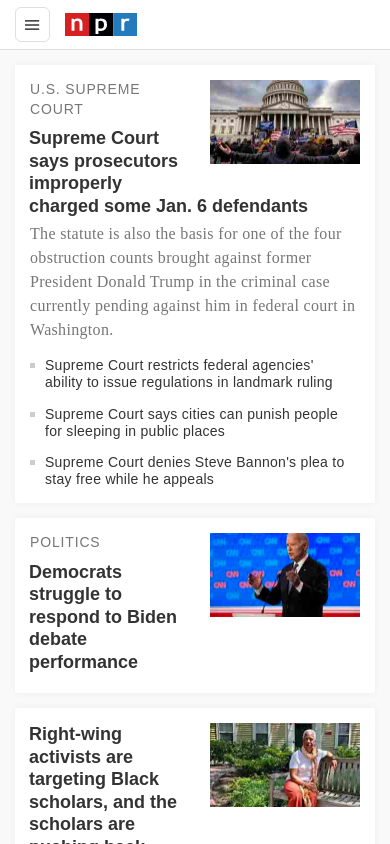 npr
U.S. SUPREME
COURT
Supreme Court
says prosecutors
improperly
charged some Jan. 6 defendants
The statute is also the basis for one of the four
obstruction counts brought against former
President Donald Trump in the criminal case
currently pending against him in federal court in
Washington.
Supreme Court restricts federal agencies'
ability to issue regulations in landmark ruling
Supreme Court says cities can punish people
for sleeping in public places
Supreme Court denies Steve Bannon's plea to
stay free while he appeals
POLITICS
Democrats
struggle to
respond to Biden
debate
performance
CNN
Right-wing
activists are
targeting Black
scholars, and the
scholars are
pushing back